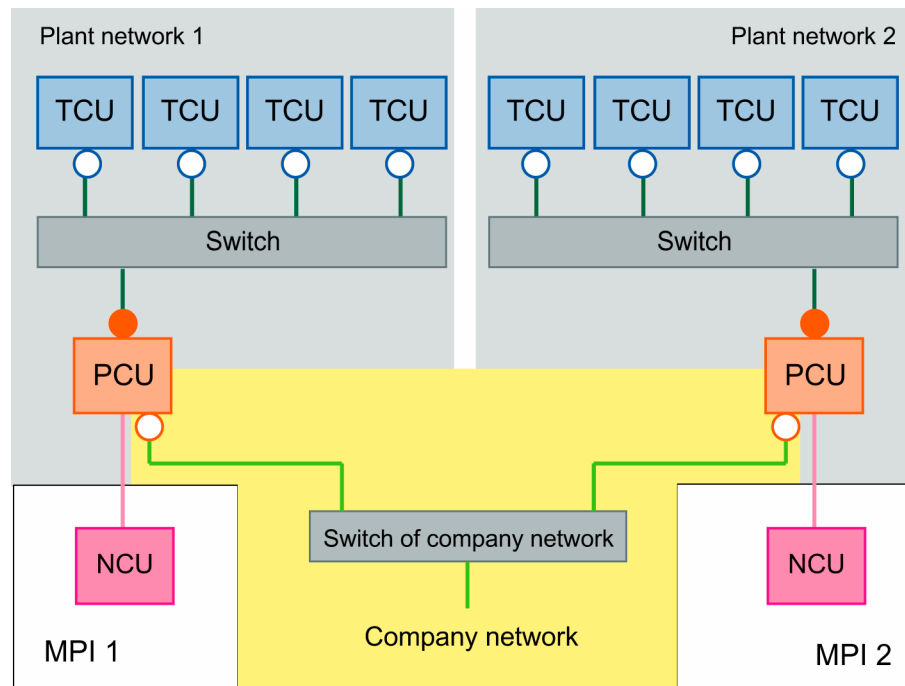 Plant network 1
Plant network 2
TCU TCU TCU TCU
TCU TCU TCU TCU
Switch
Switch
PCU
PCU
Switch of company network
NCU
NCU
Company network
MPI 1
MPI 2